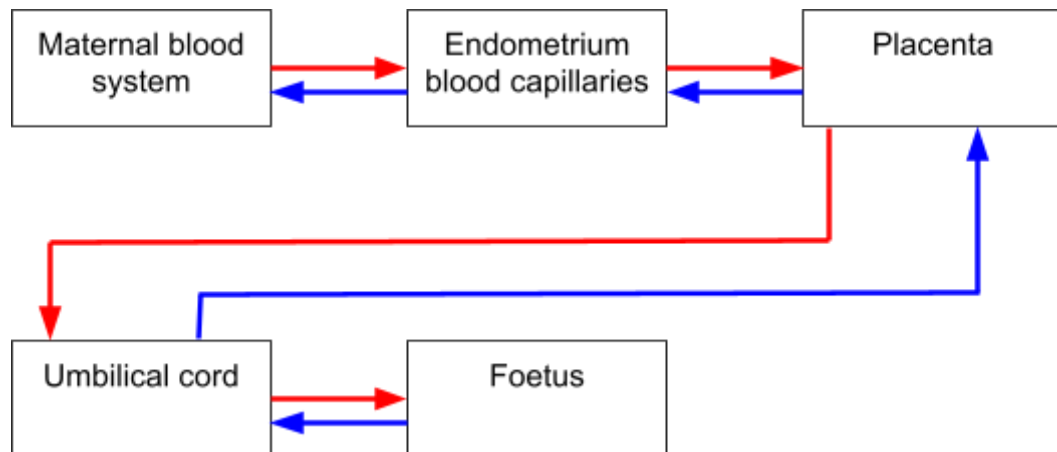 Maternal blood
system
Endometrium
blood capillaries
Placenta
Umbilical cord
Foetus